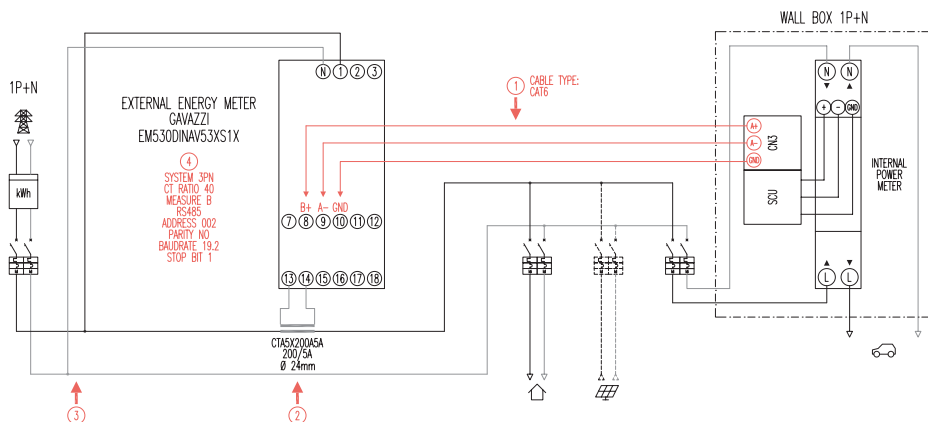 WALL BOX 1P+N
N 1 2 3
N N
1P+N
EXTERNAL ENERGY METER
GAVAZZI
EM530DINAV53XS1X
1
CABLE TYPE:
CAT6
+ - GND
A+
A-
GND
CN3
SCU
INTERNAL
POWER
METER
kWh
4
SYSTEM 3PN
CT RATIO 40
MEASURE B
RS485
ADDRESS 002
PARITY NO
BAUDRATE 19.2
STOP BIT 1
B+ A- GND
7 8 9 10 11 12
13 14 15 16 17 18
L L
CTA5X200A5A
200/5A
Ø 24mm
3
2